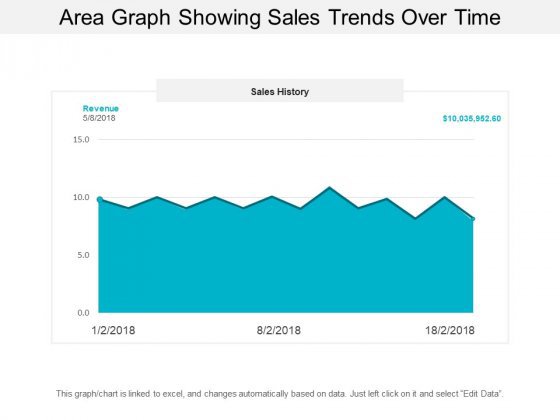 Area Graph Showing Sales Trends Over Time
Sales History
Revenue
5/8/2018
$10,035,952.60
15.0
10.0
5.0
0.0
1/2/2018 8/2/2018 18/2/2018
This graph/chart is linked to excel, and changes automatically based on data. Just left click on it and select "Edit Data".